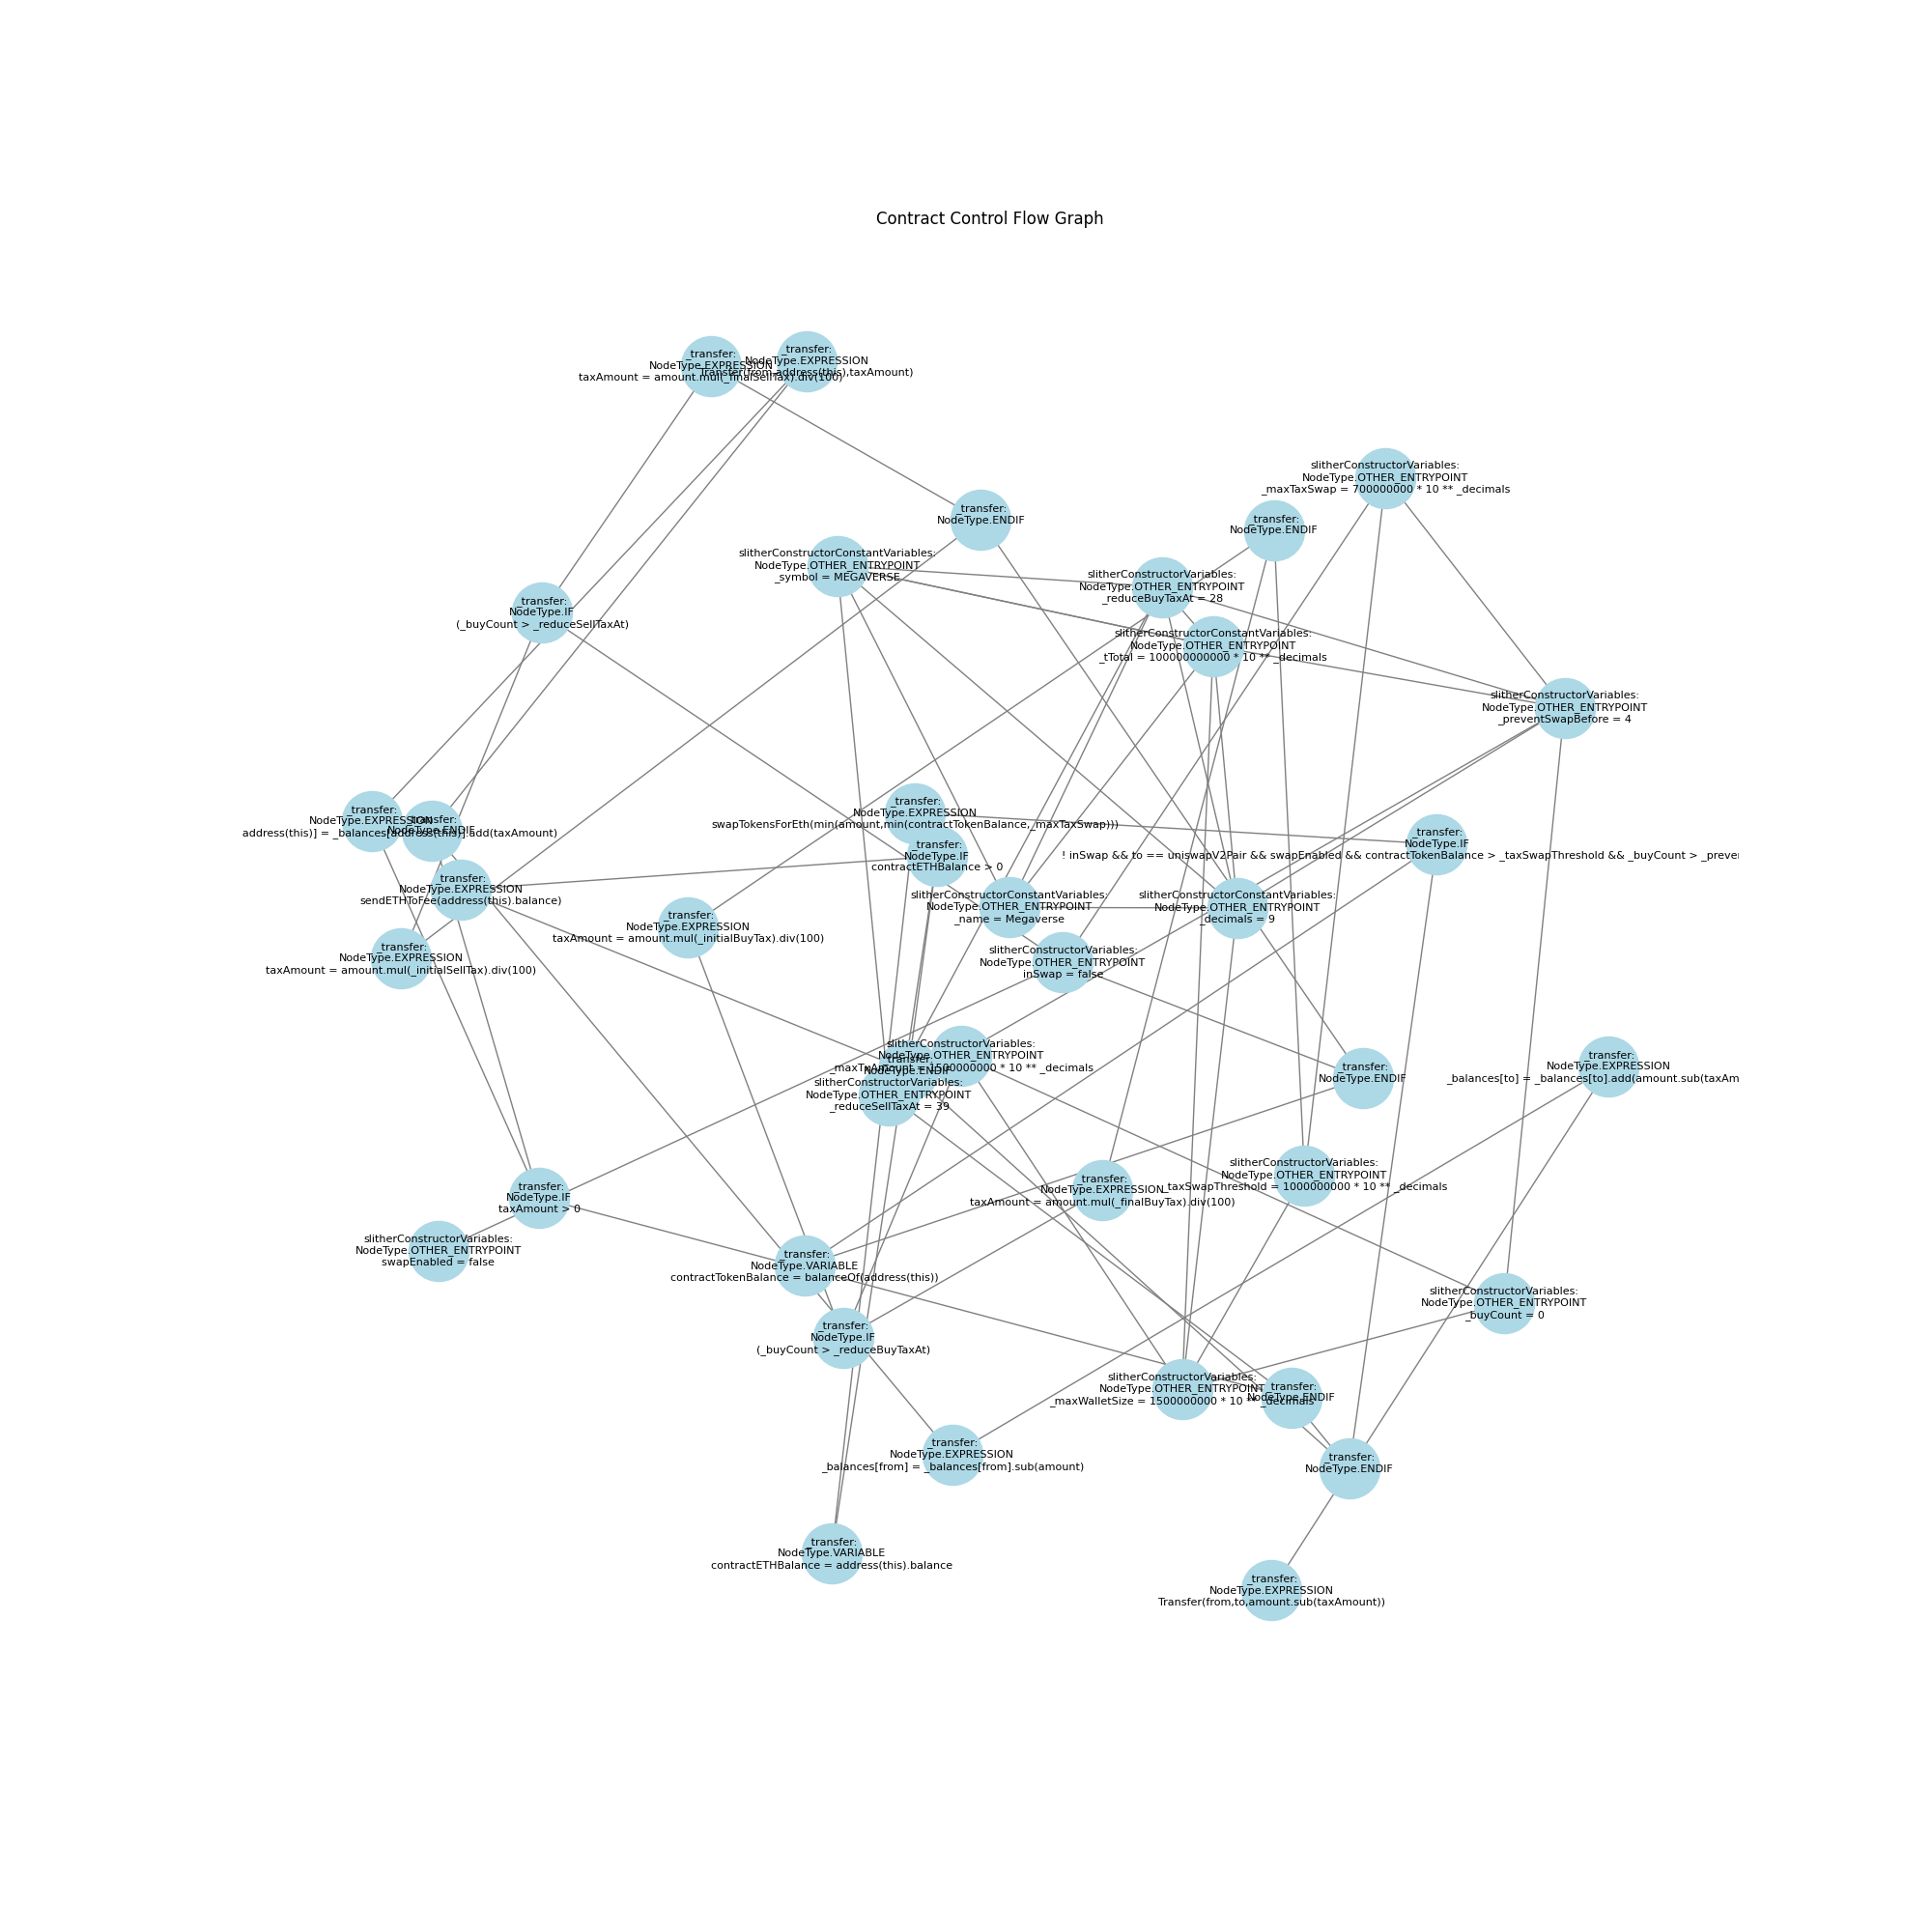 Contract Control Flow Graph
_transfer:
NodeType.EXPRESSION
taxAmount = amount.mul(_finalSellTax).div(100)
_transfer:
NodeType.EXPRESSION
Transfer(from,address(this),taxAmount)
slitherConstructorVariables:
NodeType.OTHER_ENTRYPOINT
_maxTaxSwap = 700000000 * 10 ** _decimals
_transfer:
NodeType.ENDIF
_transfer:
NodeType.ENDIF
slitherConstructorConstantVariables:
NodeType.OTHER_ENTRYPOINT
_symbol = MEGAVERSE
slitherConstructorVariables:
NodeType.OTHER_ENTRYPOINT
_reduceBuyTaxAt = 28
_transfer:
NodeType.IF
(_buyCount > _reduceSellTaxAt)
slitherConstructorConstantVariables:
NodeType.OTHER_ENTRYPOINT
_tTotal = 100000000000 * 10 ** _decimals
slitherConstructorVariables:
NodeType.OTHER_ENTRYPOINT
_preventSwapBefore = 4
_transfer:
NodeType.EXPRESSION
address(this)] = _balances[address(this)].add(taxAmount)
_transfer:
NodeType.ENDIF
_transfer:
NodeType.EXPRESSION
swapTokensForEth(min(amount,min(contractTokenBalance,_maxTaxSwap)))
_transfer:
NodeType.IF
! inSwap && to == uniswapV2Pair && swapEnabled && contractTokenBalance > _taxSwapThreshold && _buyCount > _preve
_transfer:
NodeType.IF
contractETHBalance > 0
_transfer:
NodeType.EXPRESSION
sendETHToFee(address(this).balance)
slitherConstructorConstantVariables:
NodeType.OTHER_ENTRYPOINT
_name = Megaverse
slitherConstructorConstantVariables:
NodeType.OTHER_ENTRYPOINT
_decimals = 9
_transfer:
NodeType.EXPRESSION
taxAmount = amount.mul(_initialBuyTax).div(100)
_transfer:
NodeType.EXPRESSION
taxAmount = amount.mul(_initialSellTax).div(100)
slitherConstructorVariables:
NodeType.OTHER_ENTRYPOINT
inSwap = false
slitherConstructorVariables:
NodeType.OTHER_ENTRYPOINT
_maxTxAmount = 1500000000 * 10 ** _decimals
_transfer:
NodeType.ENDIF
slitherConstructorVariables:
NodeType.OTHER_ENTRYPOINT
_reduceSellTaxAt = 39
_transfer:
NodeType.ENDIF
_transfer:
NodeType.EXPRESSION
_balances[to] = _balances[to].add(amount.sub(taxAm
slitherConstructorVariables:
NodeType.OTHER_ENTRYPOINT
_taxSwapThreshold = 1000000000 * 10 ** _decimals
_transfer:
NodeType.EXPRESSION
taxAmount = amount.mul(_finalBuyTax).div(100)
_transfer:
NodeType.IF
taxAmount > 0
slitherConstructorVariables:
NodeType.OTHER_ENTRYPOINT
swapEnabled = false
_transfer:
NodeType.VARIABLE
contractTokenBalance = balanceOf(address(this))
slitherConstructorVariables:
NodeType.OTHER_ENTRYPOINT
_buyCount = 0
_transfer:
NodeType.IF
(_buyCount > _reduceBuyTaxAt)
slitherConstructorVariables:
NodeType.OTHER_ENTRYPOINT
_maxWalletSize = 1500000000 * 10 ** _decimals
_transfer:
NodeType.ENDIF
_transfer:
NodeType.EXPRESSION
_balances[from] = _balances[from].sub(amount)
_transfer:
NodeType.ENDIF
_transfer:
NodeType.VARIABLE
contractETHBalance = address(this).balance
_transfer:
NodeType.EXPRESSION
Transfer(from,to,amount.sub(taxAmount))